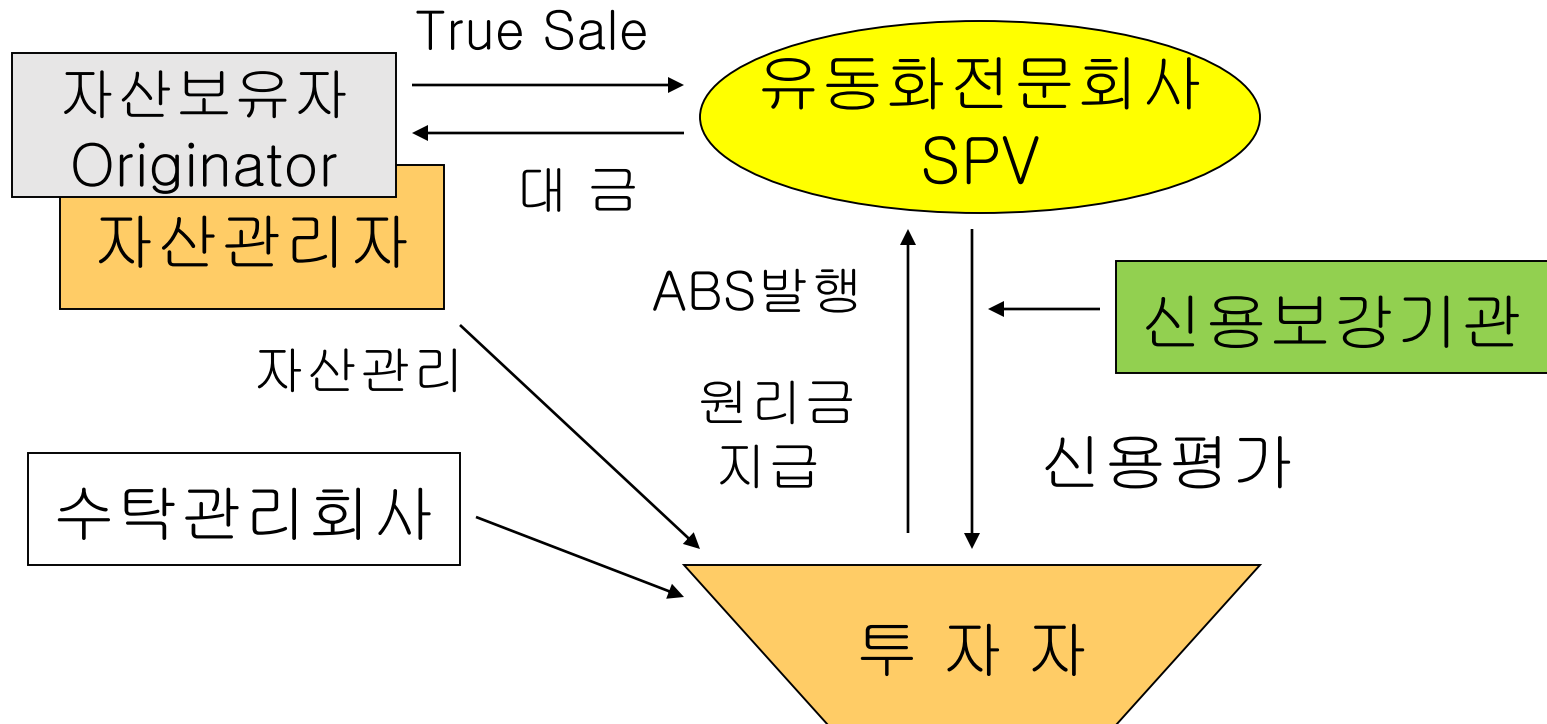 True Sale
자산보유자
Originator
유동화전문회사
SPV
대 금
자산관리자
ABS발행
신용보강기관
자산관리
원리금
지급
신용평가
수탁관리회사
투 자 자